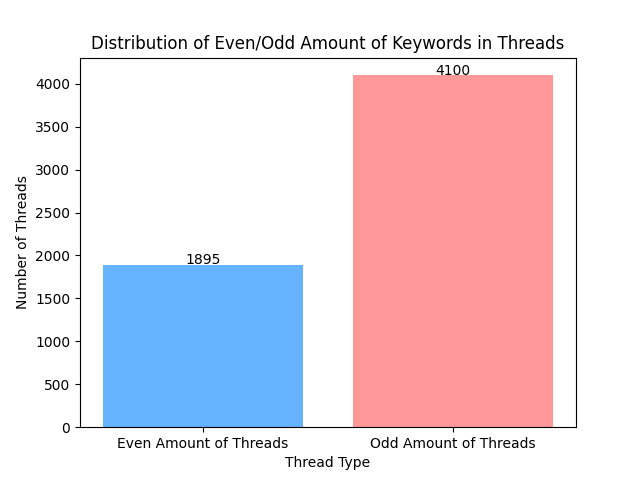 Distribution of Even/Odd Amount of Keywords in Threads
4000
3500
3000
2500
2000
1500
1000
500
0
Number of Threads
1895
4100
Even Amount of Threads
Odd Amount of Threads
Thread Type